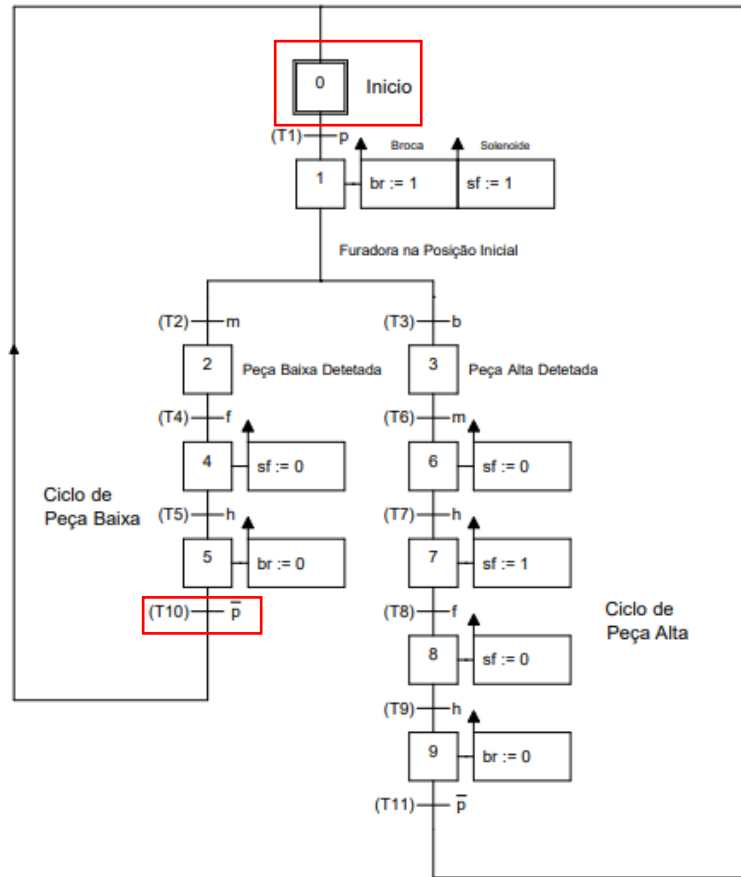 0 Inicio
(T1) p
Broca Solenoide
1 br := 1 sf := 1
Furadora na Posição Inicial
(T2) m (T3) b
2 Peça Baixa Detetada 3 Peça Alta Detetada
(T4) f (T6) m
4 sf := 0 6 sf := 0
Ciclo de
Peça Baixa
(T5) h (T7) h
5 br := 0 7 sf := 1
(T10) p̅ (T8) f
Ciclo de
Peça Alta
8 sf := 0
(T9) h
9 br := 0
(T11) p̅